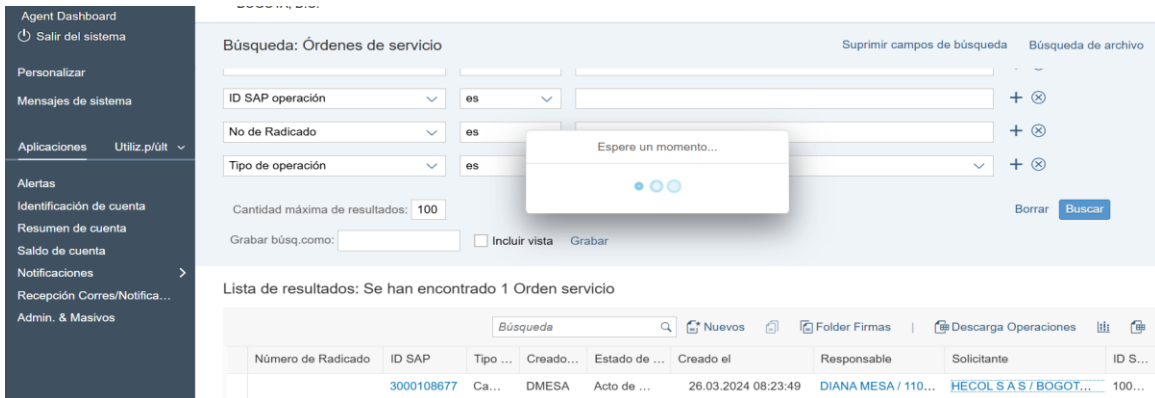 Agent Dashboard
Salir del sistema
Personalizar
Mensajes de sistema
Aplicaciones Utiliz.p/últ
Alertas
Identificación de cuenta
Resumen de cuenta
Saldo de cuenta
Notificaciones
Recepción Corres/Notifica...
Admin. & Masivos
Búsqueda: Órdenes de servicio Suprimir campos de búsqueda Búsqueda de archivo
ID SAP operación es
No de Radicado es
Tipo de operación es
Espere un momento...
Cantidad máxima de resultados: 100 Borrar Buscar
Grabar búsq.como: Incluir vista Grabar
Lista de resultados: Se han encontrado 1 Orden servicio
Búsqueda Nuevos Folder Firmas | Descarga Operaciones
Número de Radicado ID SAP Tipo ... Creado... Estado de ... Creado el Responsable Solicitante ID S...
3000108677 Ca... DMESA Acto de ... 26.03.2024 08:23:49 DIANA MESA / 110... HECOL S A S / BOGOT... 100...